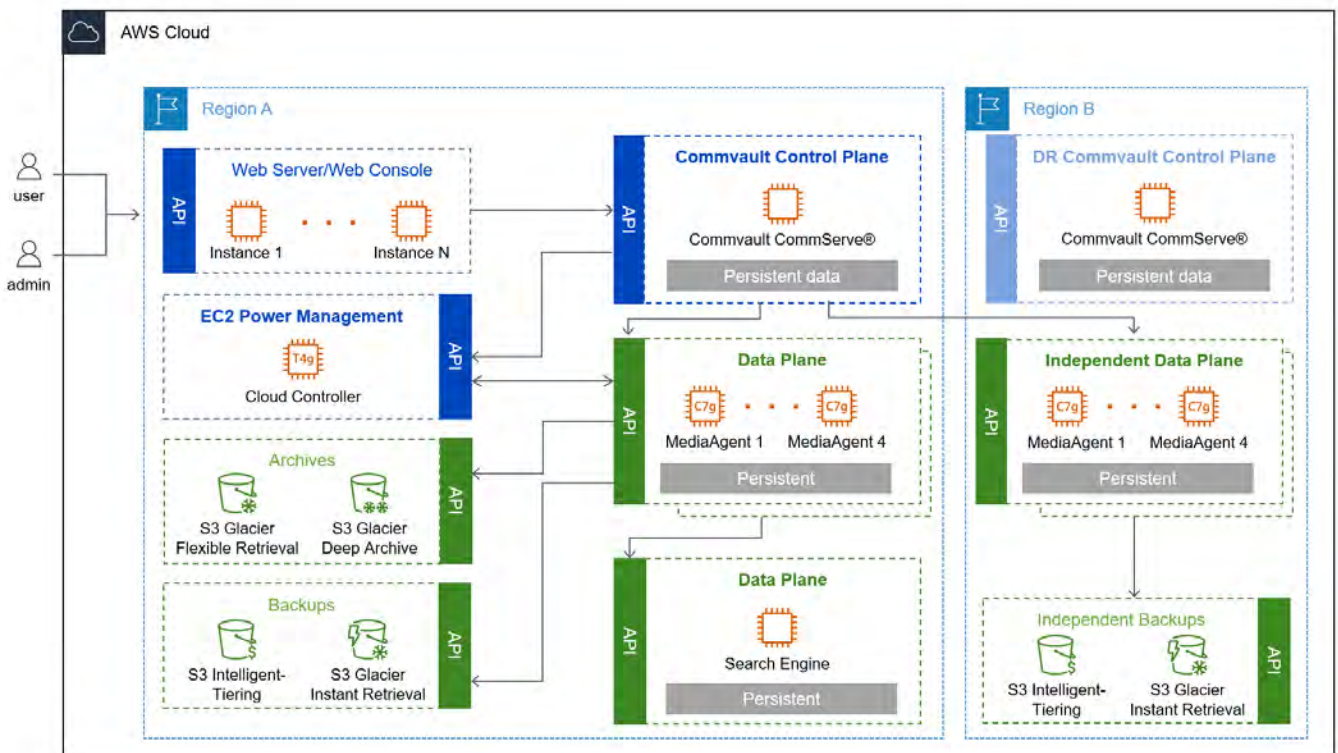 AWS Cloud
Region A
Region B
user
admin
API
Web Server/Web Console
Instance 1
Instance N
API
Commvault Control Plane
Commvault CommServe®
Persistent data
API
DR Commvault Control Plane
Commvault CommServe®
Persistent data
EC2 Power Management
T4g
Cloud Controller
API
API
Data Plane
C7g
C7g
MediaAgent 1
MediaAgent 4
Persistent
API
Independent Data Plane
C7g
C7g
MediaAgent 1
MediaAgent 4
Persistent
Archives
S3 Glacier
Flexible Retrieval
S3 Glacier
Deep Archive
API
Backups
S3 Intelligent-
Tiering
S3 Glacier
Instant Retrieval
API
API
Data Plane
Search Engine
Persistent
Independent Backups
S3 Intelligent-
Tiering
S3 Glacier
Instant Retrieval
API